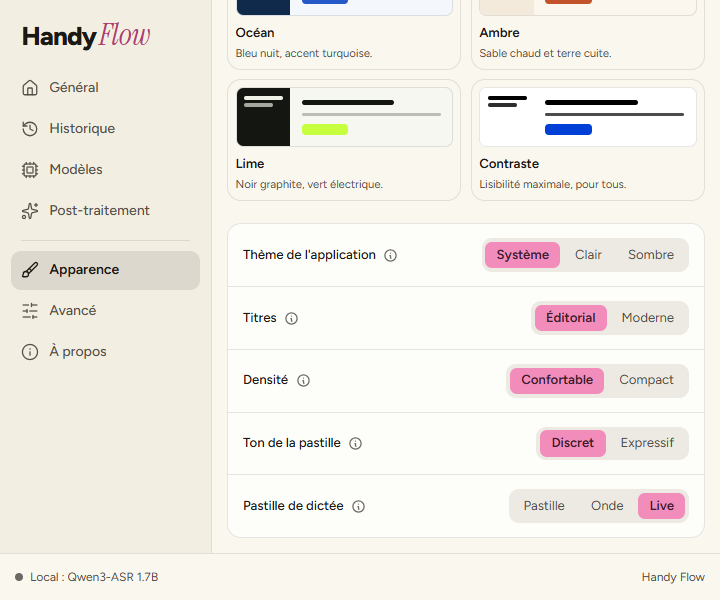 Handy Flow
Général
Historique
Modèles
Post-traitement
Apparence
Avancé
À propos
Océan
Bleu nuit, accent turquoise.
Ambre
Sable chaud et terre cuite.
Lime
Noir graphite, vert électrique.
Contraste
Lisibilité maximale, pour tous.
Thème de l'application
Système Clair Sombre
Titres
Éditorial Moderne
Densité
Confortable Compact
Ton de la pastille
Discret Expressif
Pastille de dictée
Pastille Onde Live
Local : Qwen3-ASR 1.7B
Handy Flow